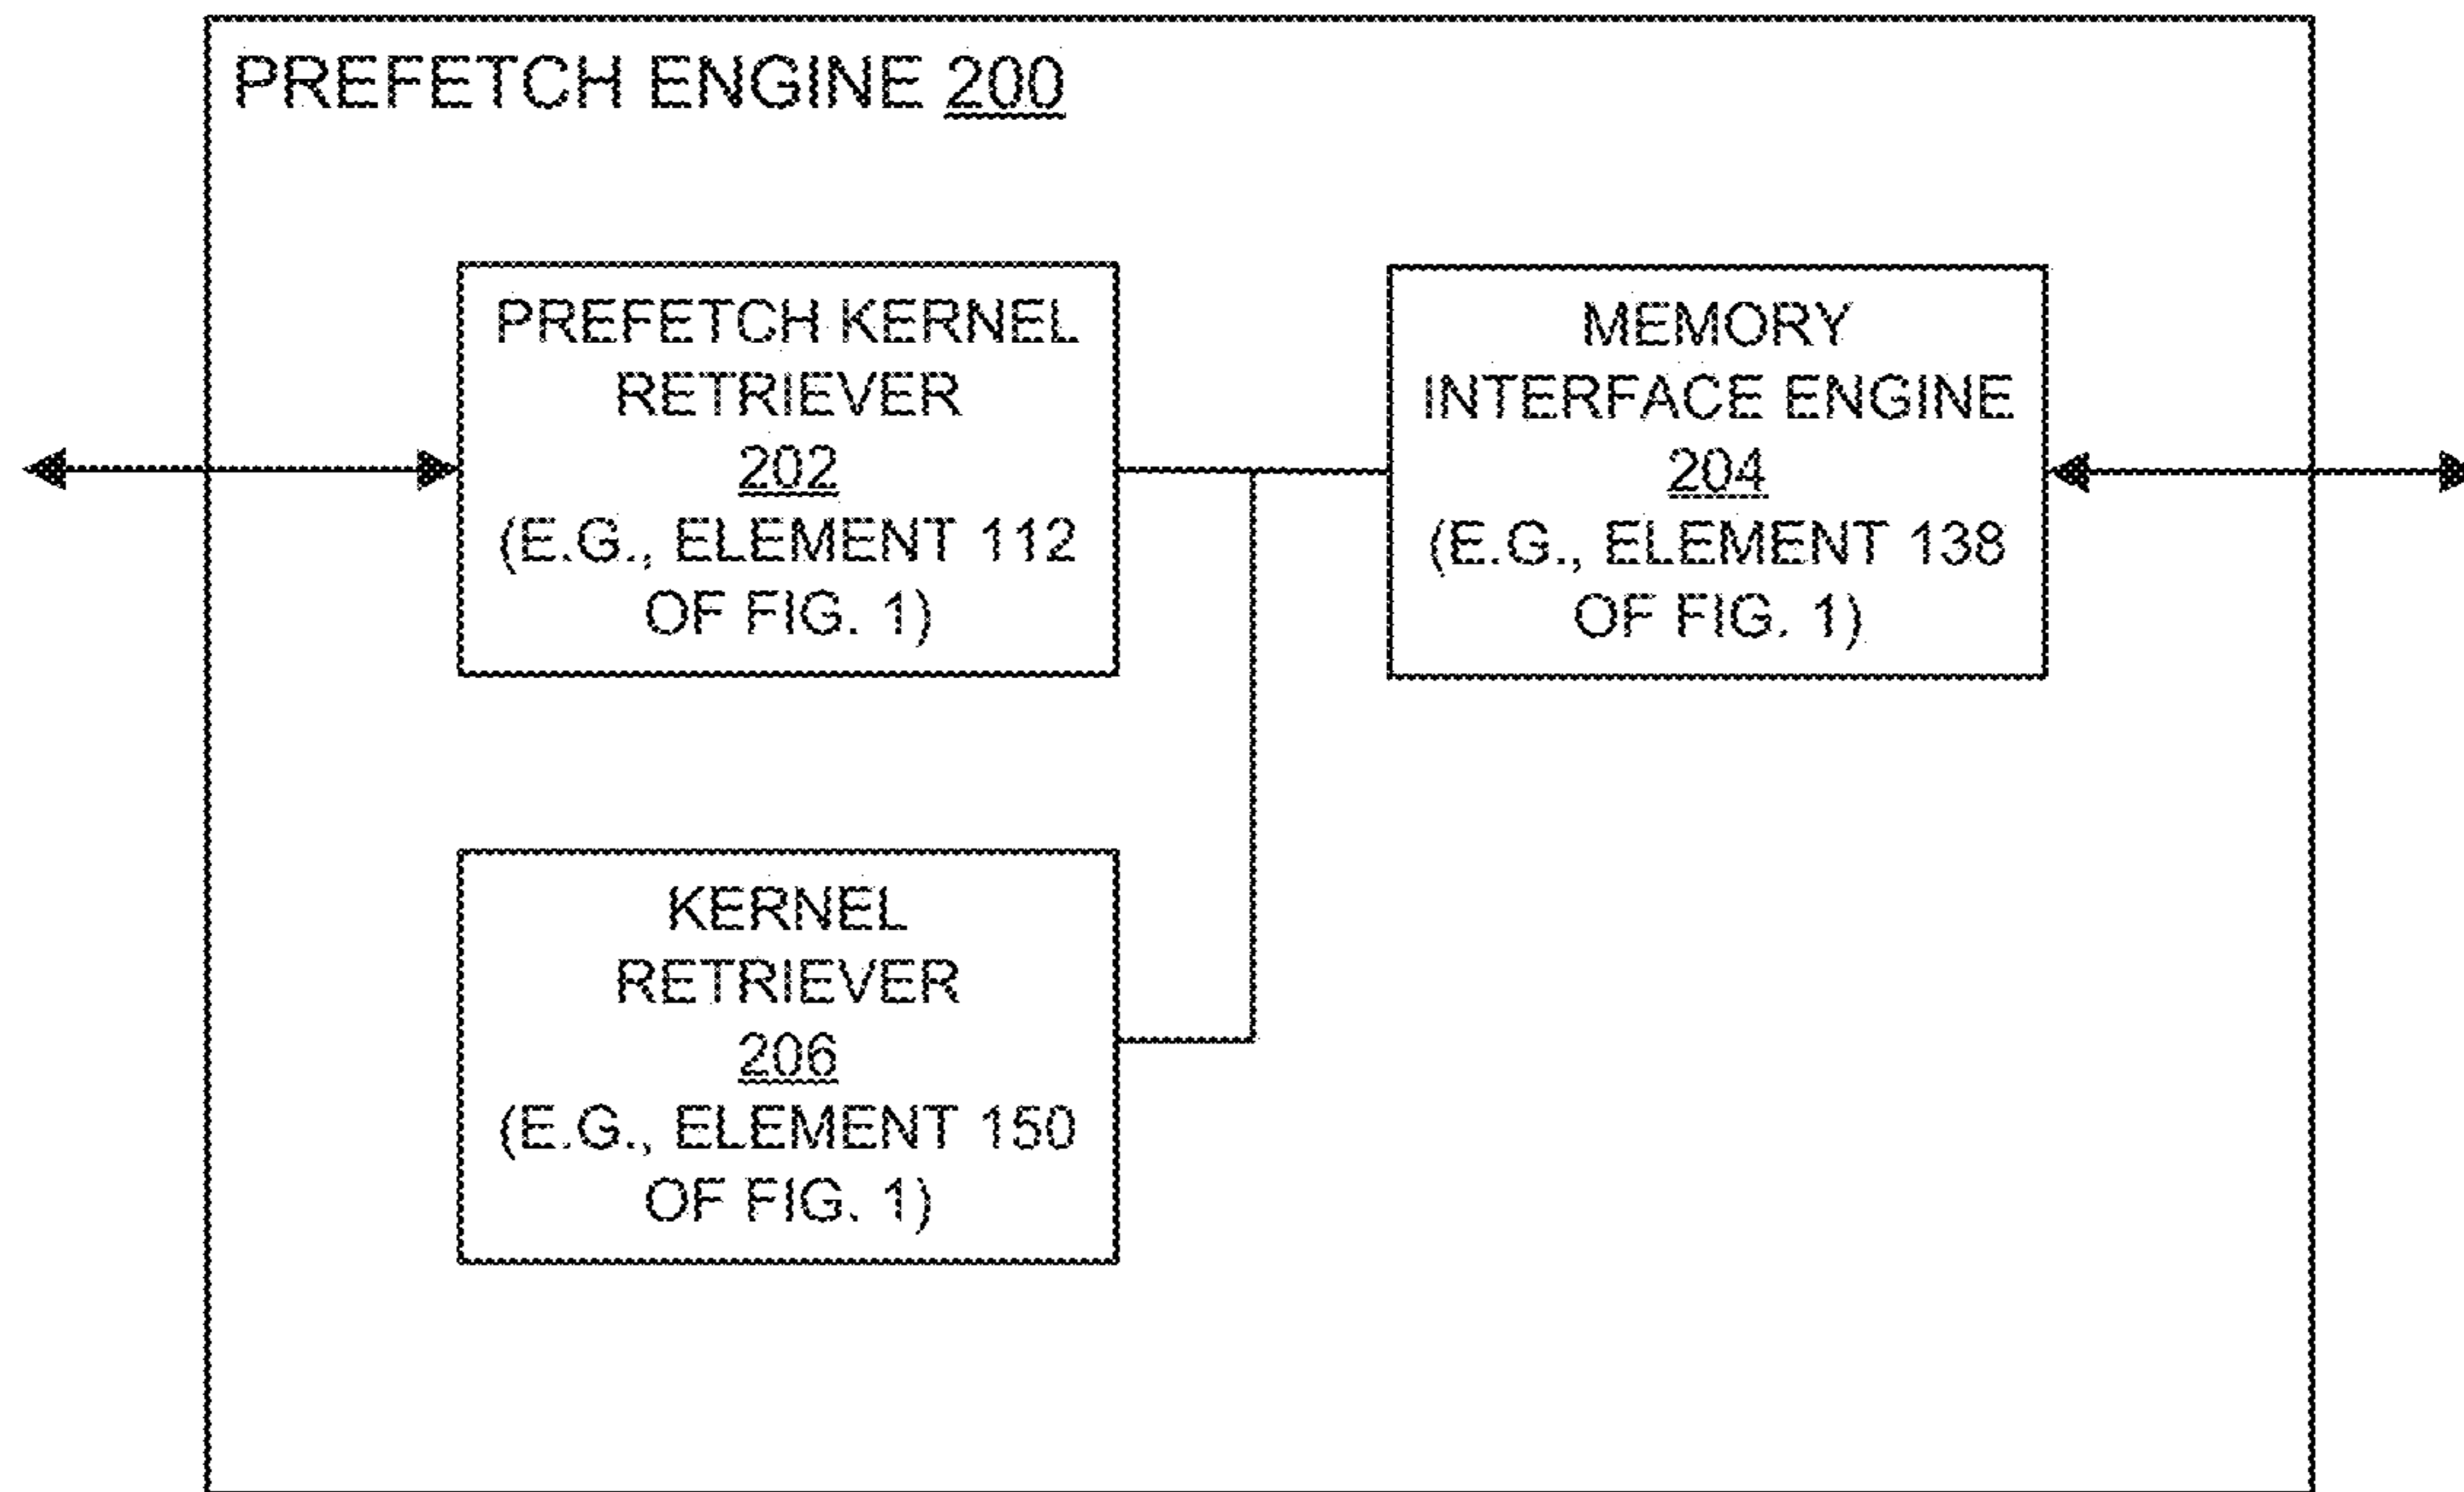 PREFETCH ENGINE 200
PREFETCH KERNEL
RETRIEVER
202
(E.G., ELEMENT 112
OF FIG. 1)
MEMORY
INTERFACE ENGINE
204
(E.G., ELEMENT 138
OF FIG. 1)
KERNEL
RETRIEVER
206
(E.G., ELEMENT 150
OF FIG. 1)